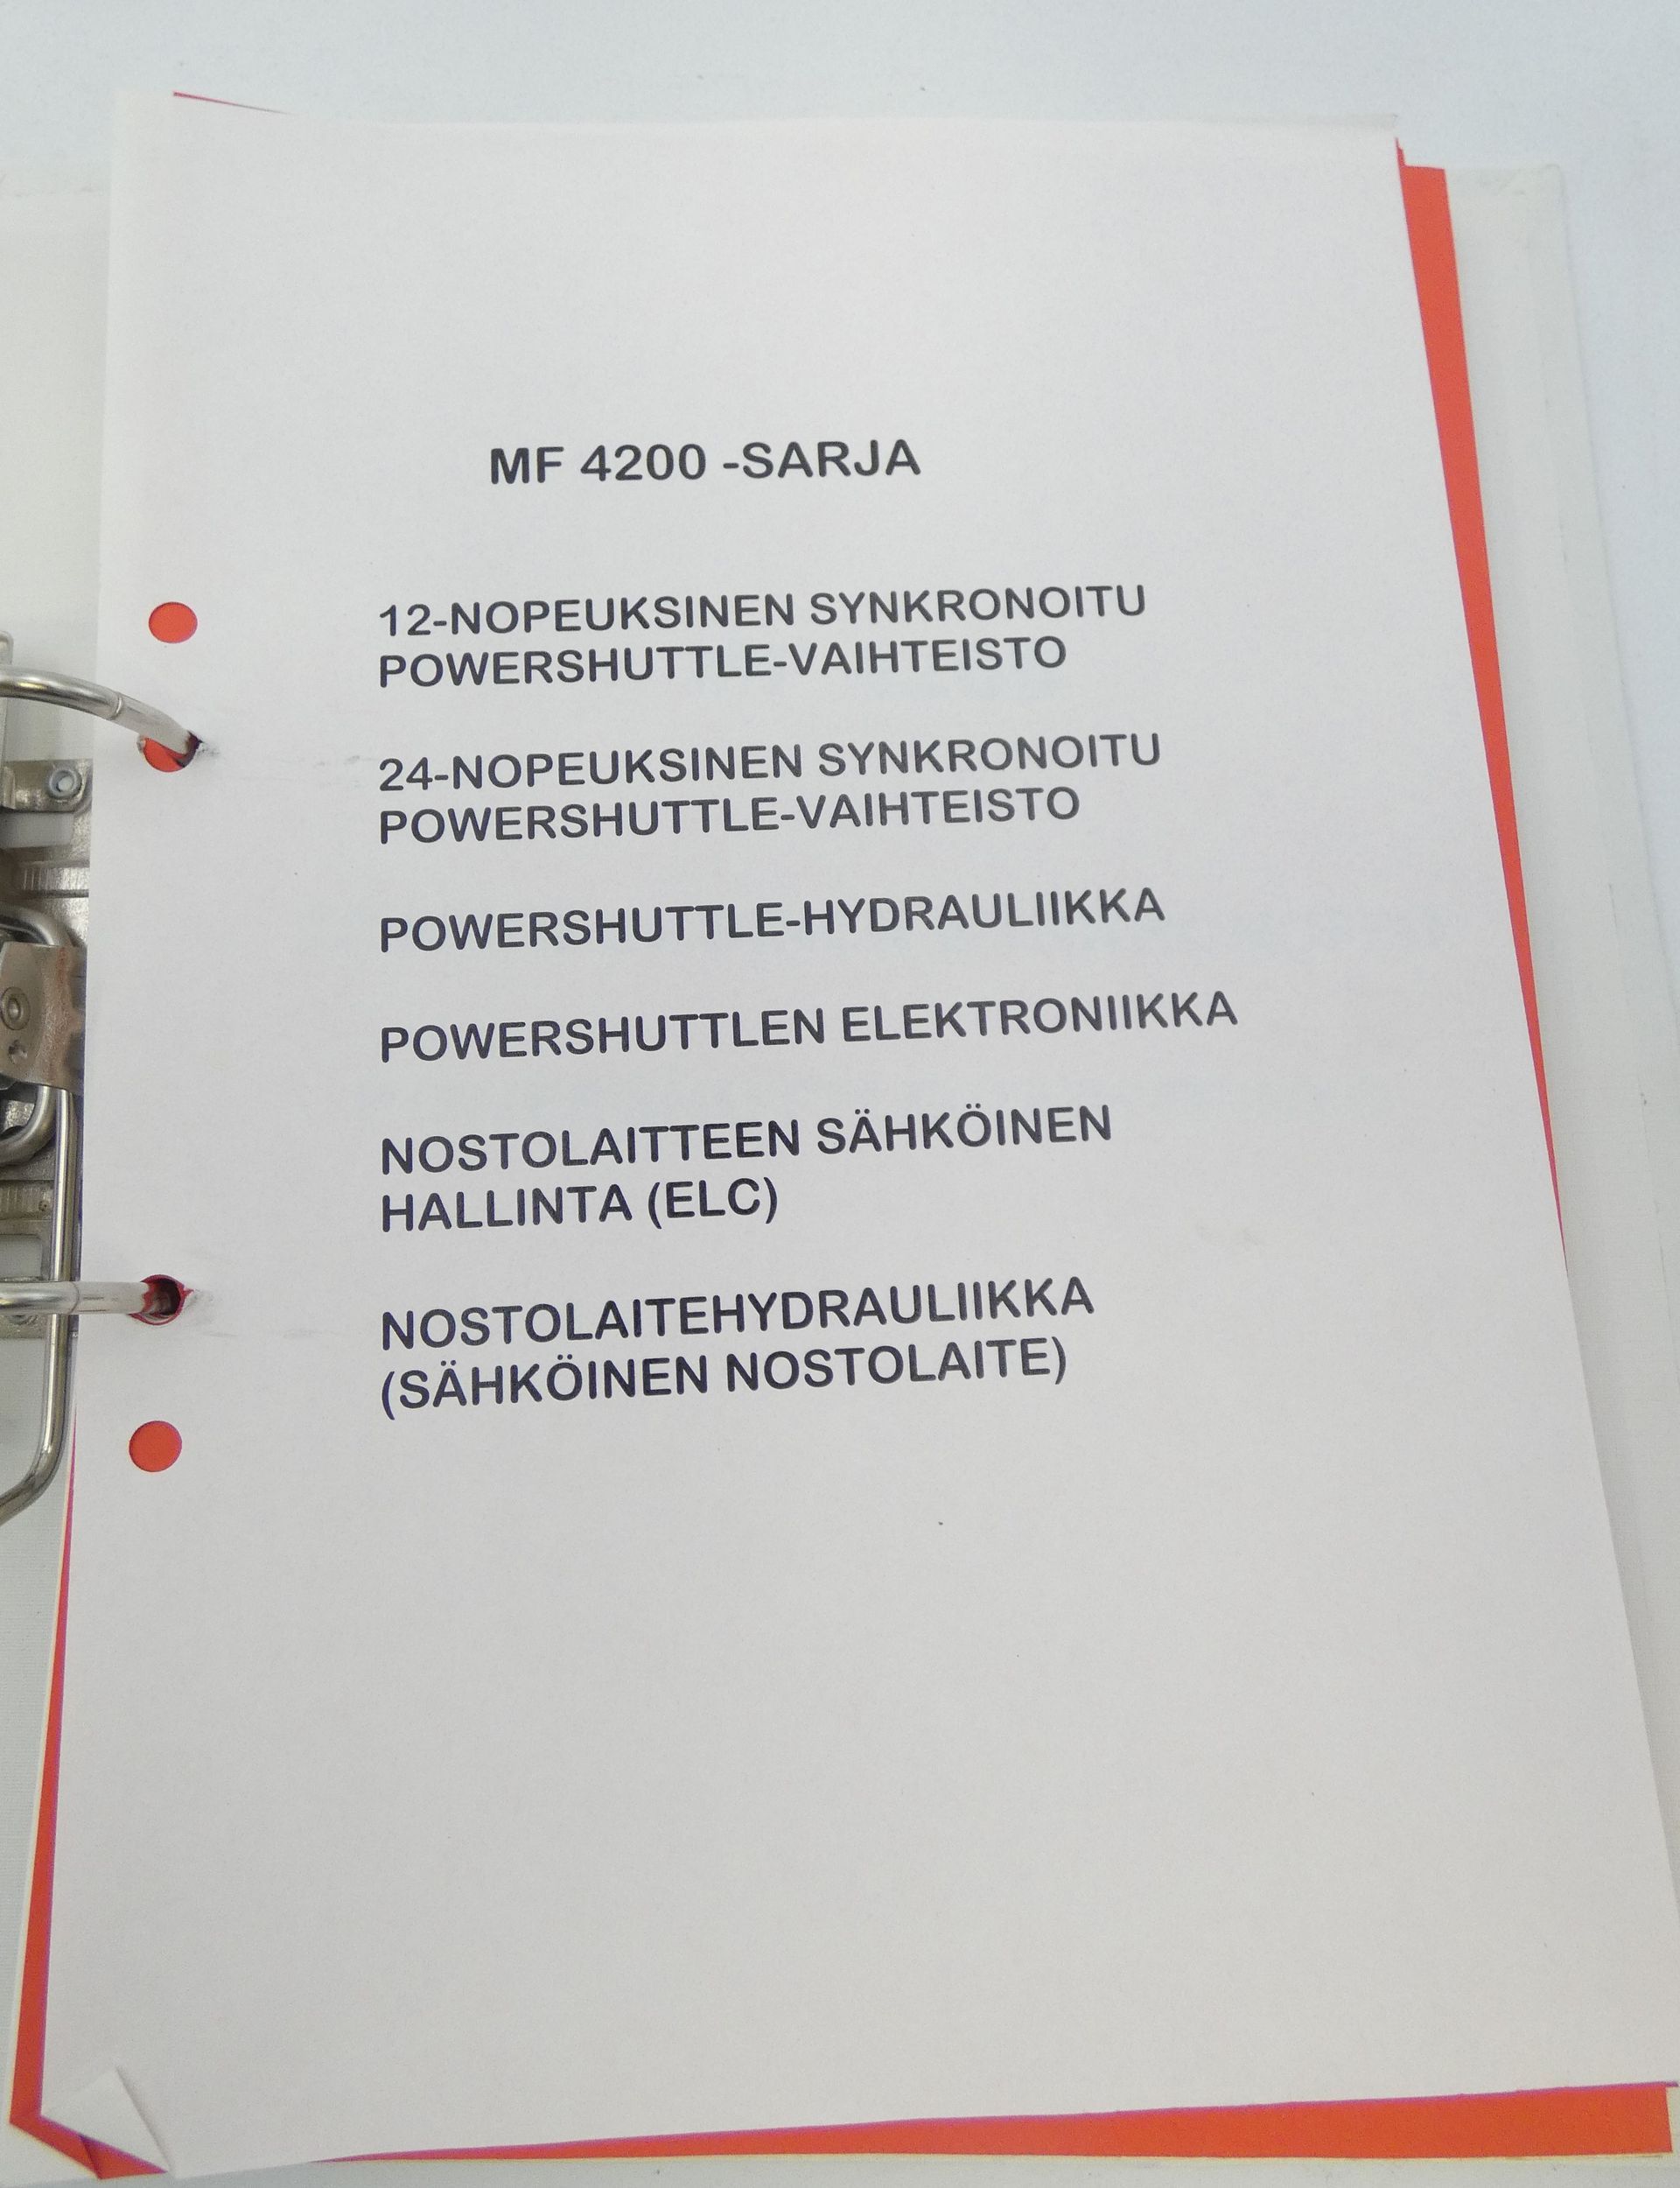 MF 4200 -SARJA
12-NOPEUKSINEN SYNKRONOITU
POWERSHUTTLE-VAIHTEISTO
24-NOPEUKSINEN SYNKRONOITU
POWERSHUTTLE-VAIHTEISTO
POWERSHUTTLE-HYDRAULIIKKA
POWERSHUTTLEN ELEKTRONIIKKA
NOSTOLAITTEEN SÄHKÖINEN
HALLINTA (ELC)
NOSTOLAITEHYDRAULIIKKA
(SÄHKÖINEN NOSTOLAITE)